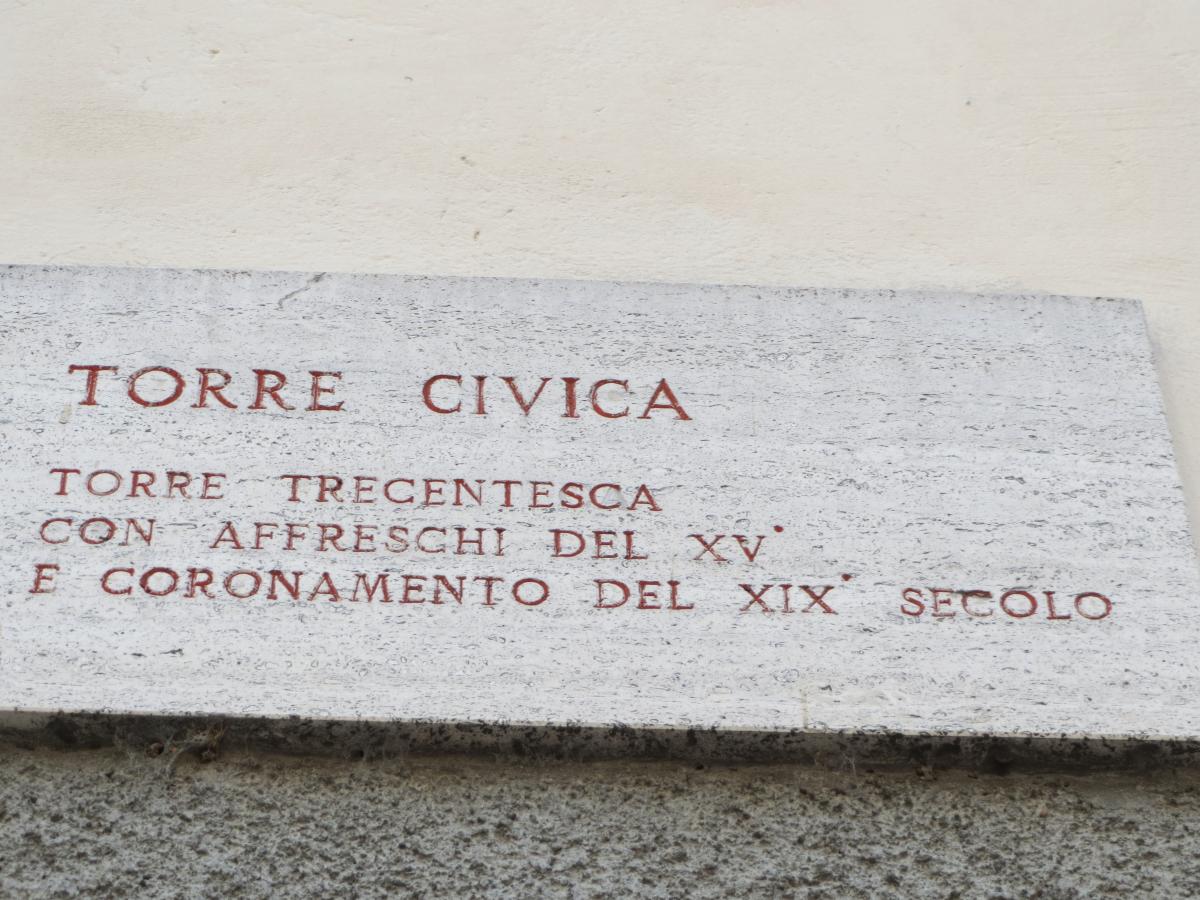 TORRE CIVICA
TORRE TRECENTESCA
CON AFFRESCHI DEL XV°
E CORONAMENTO DEL XIX° SECOLO